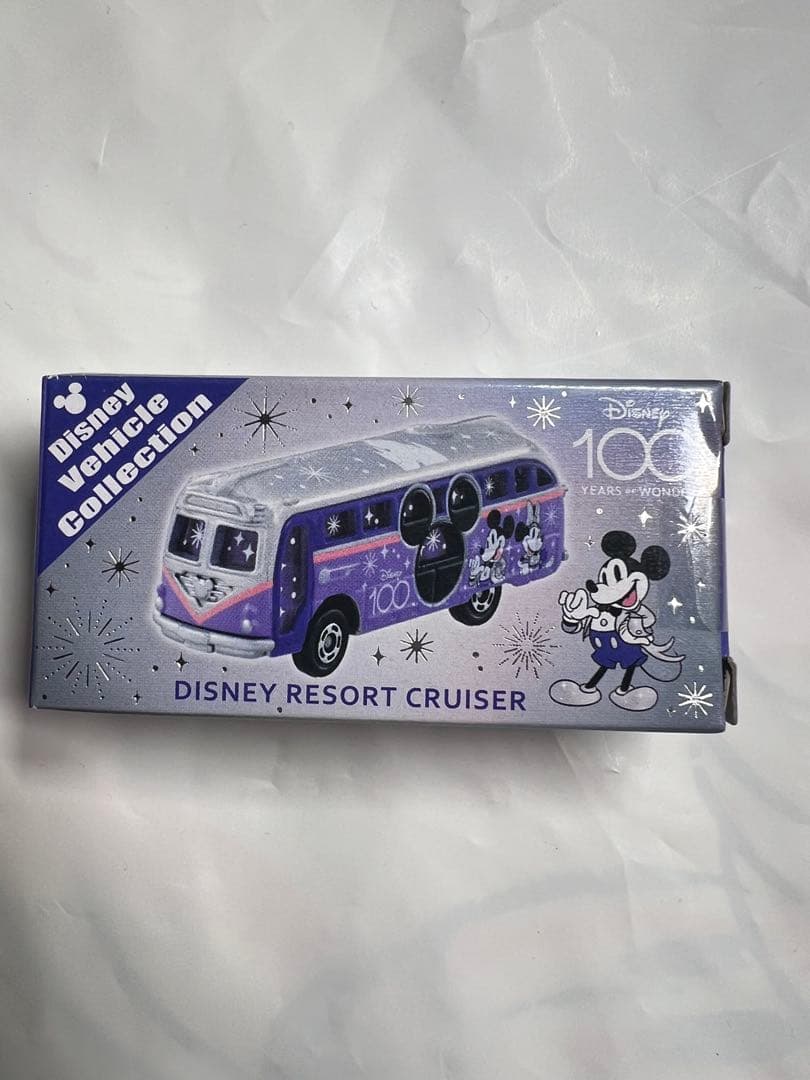 Disney
Vehicle
Collection
Disney
100
YEARS OF WONDER
Disney
100
DISNEY RESORT CRUISER